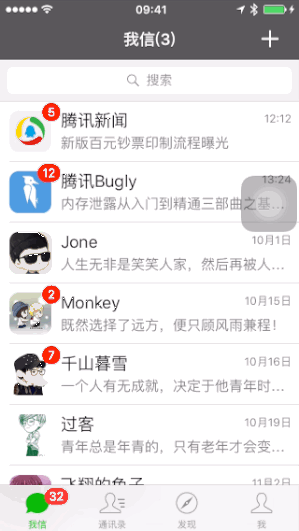 09:41
我信(3)
搜索
5
腾讯新闻
12:12
新版百元钞票印制流程曝光
12
腾讯Bugly
13:24
内存泄露从入门到精通三部曲之基...
Jone
10月1日
人生无非是笑笑人家，然后再被人...
2
Monkey
10月15日
既然选择了远方，便只顾风雨兼程！
7
千山暮雪
10月16日
一个人有无成就，决定于他青年时...
过客
10月19日
青年总是年青的，只有老年才会变...
飞翔的兔子
11月2日
32
我信
通讯录
发现
我